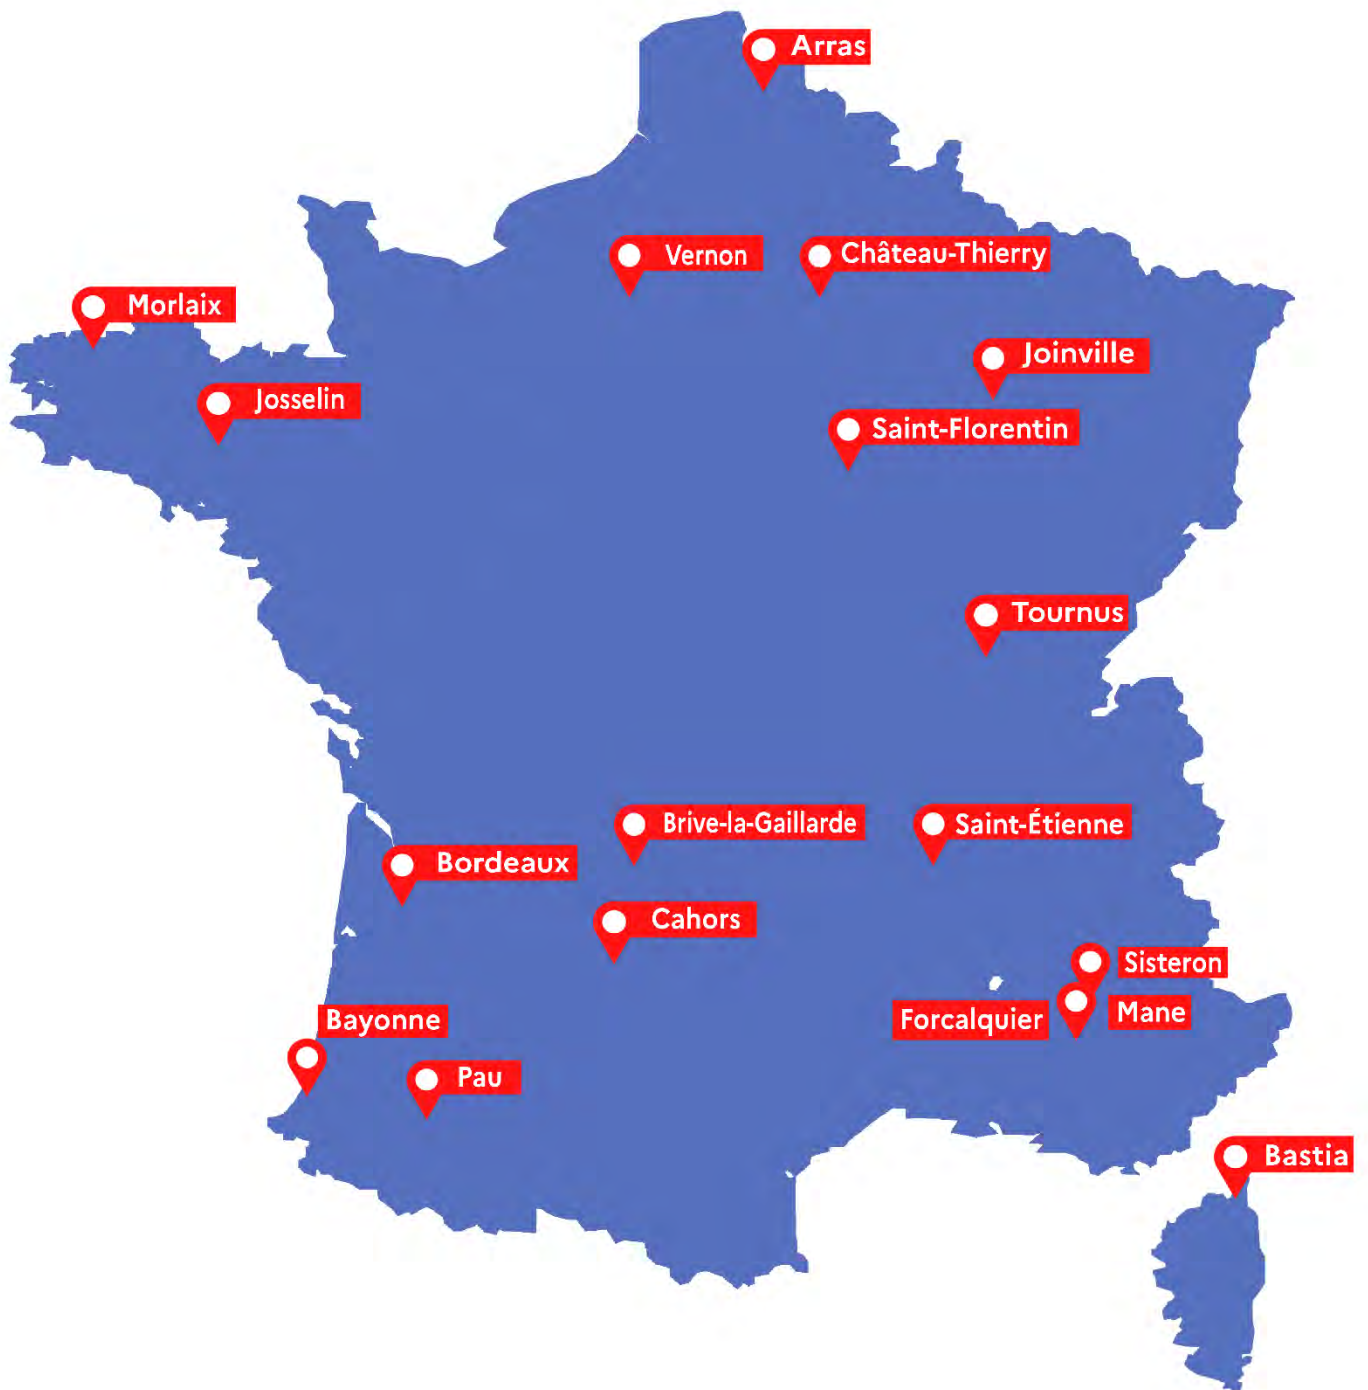 Arras
Vernon
Château-Thierry
Morlaix
Joinville
Josselin
Saint-Florentin
Tournus
Brive-la-Gaillarde
Saint-Étienne
Bordeaux
Cahors
Sisteron
Mane
Forcalquier
Bayonne
Pau
Bastia